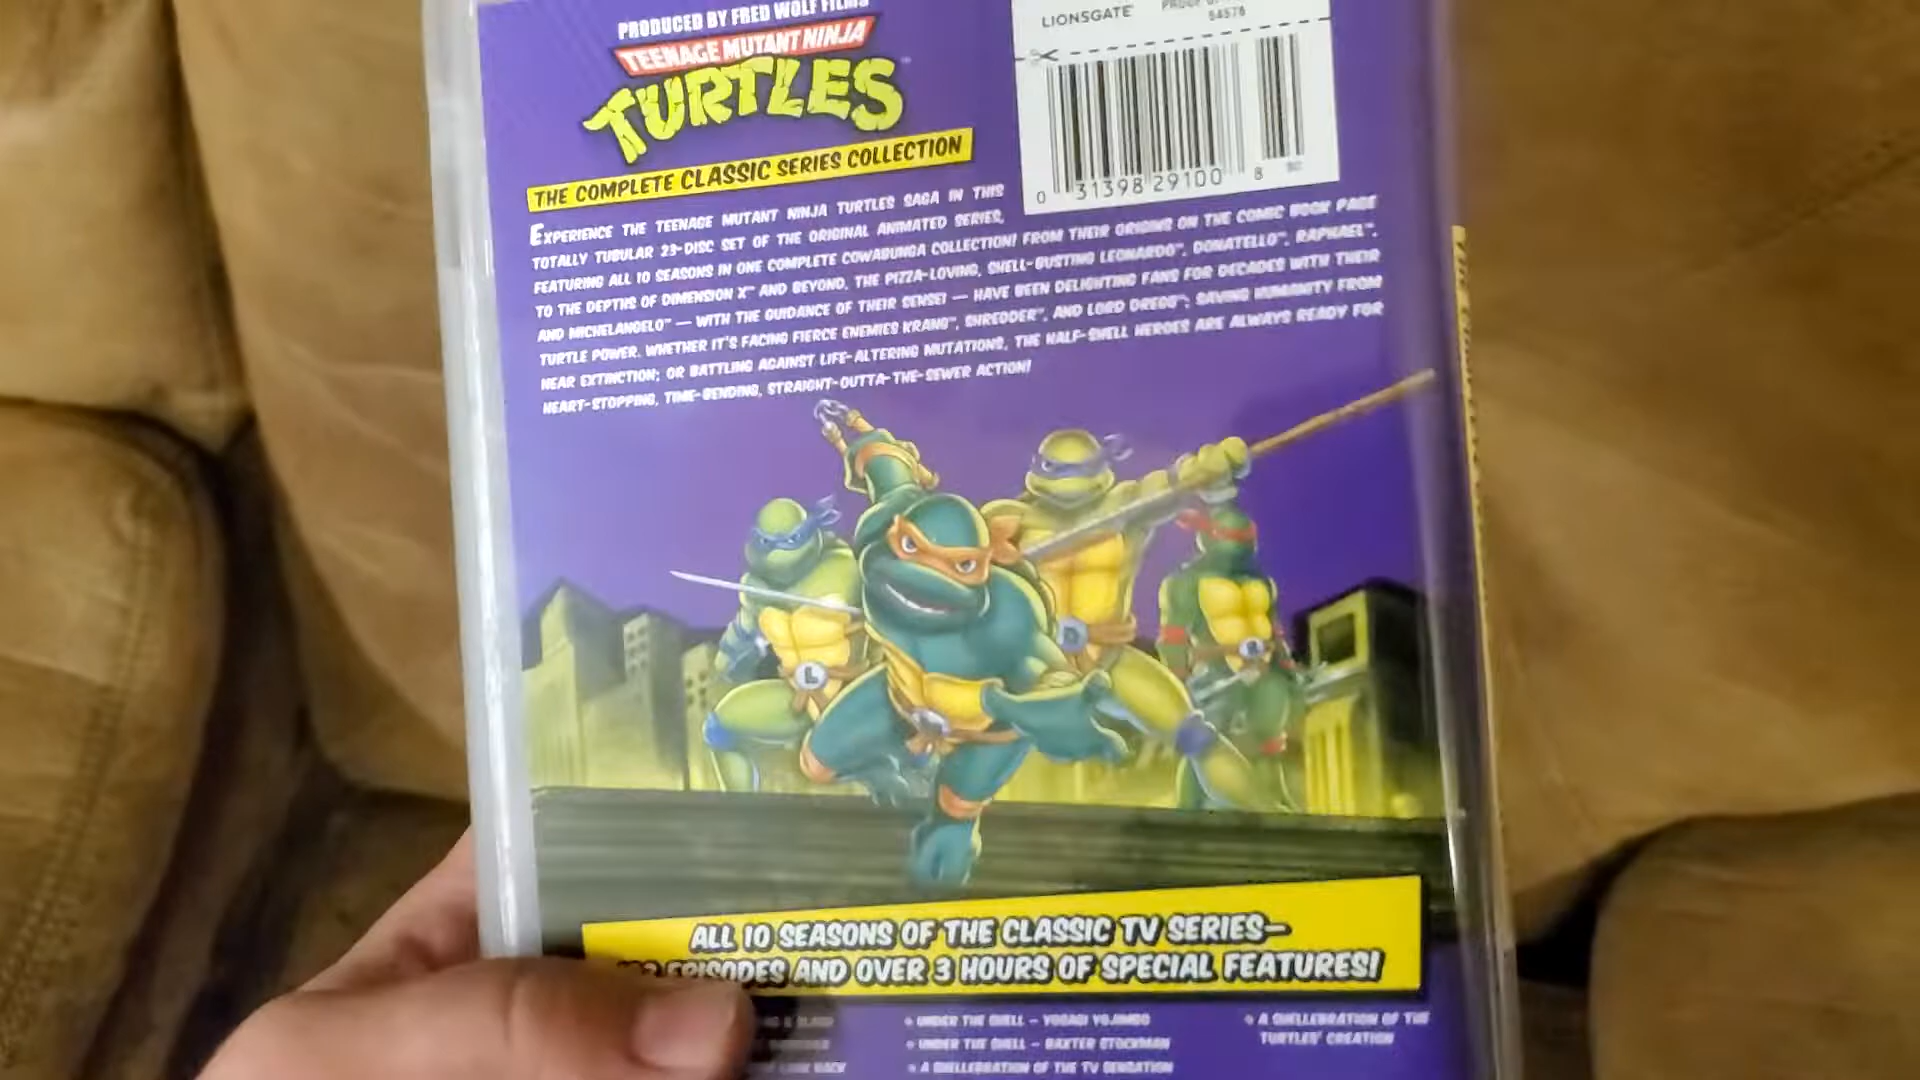 PRODUCED BY FRED WOLF FILMS
TEENAGE MUTANT NINJA
TURTLES
THE COMPLETE CLASSIC SERIES COLLECTION
LIONSGATE
54578
0 31398 29100 8
EXPERIENCE THE TEENAGE MUTANT NINJA TURTLES SAGA IN THIS
TOTALLY TUBULAR 23-DISC SET OF THE ORIGINAL ANIMATED SERIES,
FEATURING ALL 10 SEASONS IN ONE COMPLETE COWABUNGA COLLECTION! FROM THEIR ORIGINS ON THE COMIC BOOK PAGE
TO THE DEPTHS OF DIMENSION X™ AND BEYOND, THE PIZZA-LOVING, SHELL-BUSTING LEONARDO™, DONATELLO™, RAPHAEL™,
AND MICHELANGELO™ — WITH THE GUIDANCE OF THEIR SENSEI — HAVE BEEN DELIGHTING FANS FOR DECADES WITH THEIR
TURTLE POWER. WHETHER IT'S FACING FIERCE ENEMIES KRANG™, SHREDDER™, AND LORD DREGG™; SAVING HUMANITY FROM
NEAR EXTINCTION; OR BATTLING AGAINST LIFE-ALTERING MUTATIONS, THE HALF-SHELL HEROES ARE ALWAYS READY FOR
HEART-STOPPING, TIME-BENDING, STRAIGHT-OUTTA-THE-SEWER ACTION!
L
D
R
ALL 10 SEASONS OF THE CLASSIC TV SERIES—
EPISODES AND OVER 3 HOURS OF SPECIAL FEATURES!
• UNDER THE SHELL – YOSAGI YOJIMBO
• UNDER THE SHELL – BAXTER STOCKMAN
• A SHELLEBRATION OF THE TV SENSATION
• A SHELLEBRATION OF THE
TURTLES' CREATION